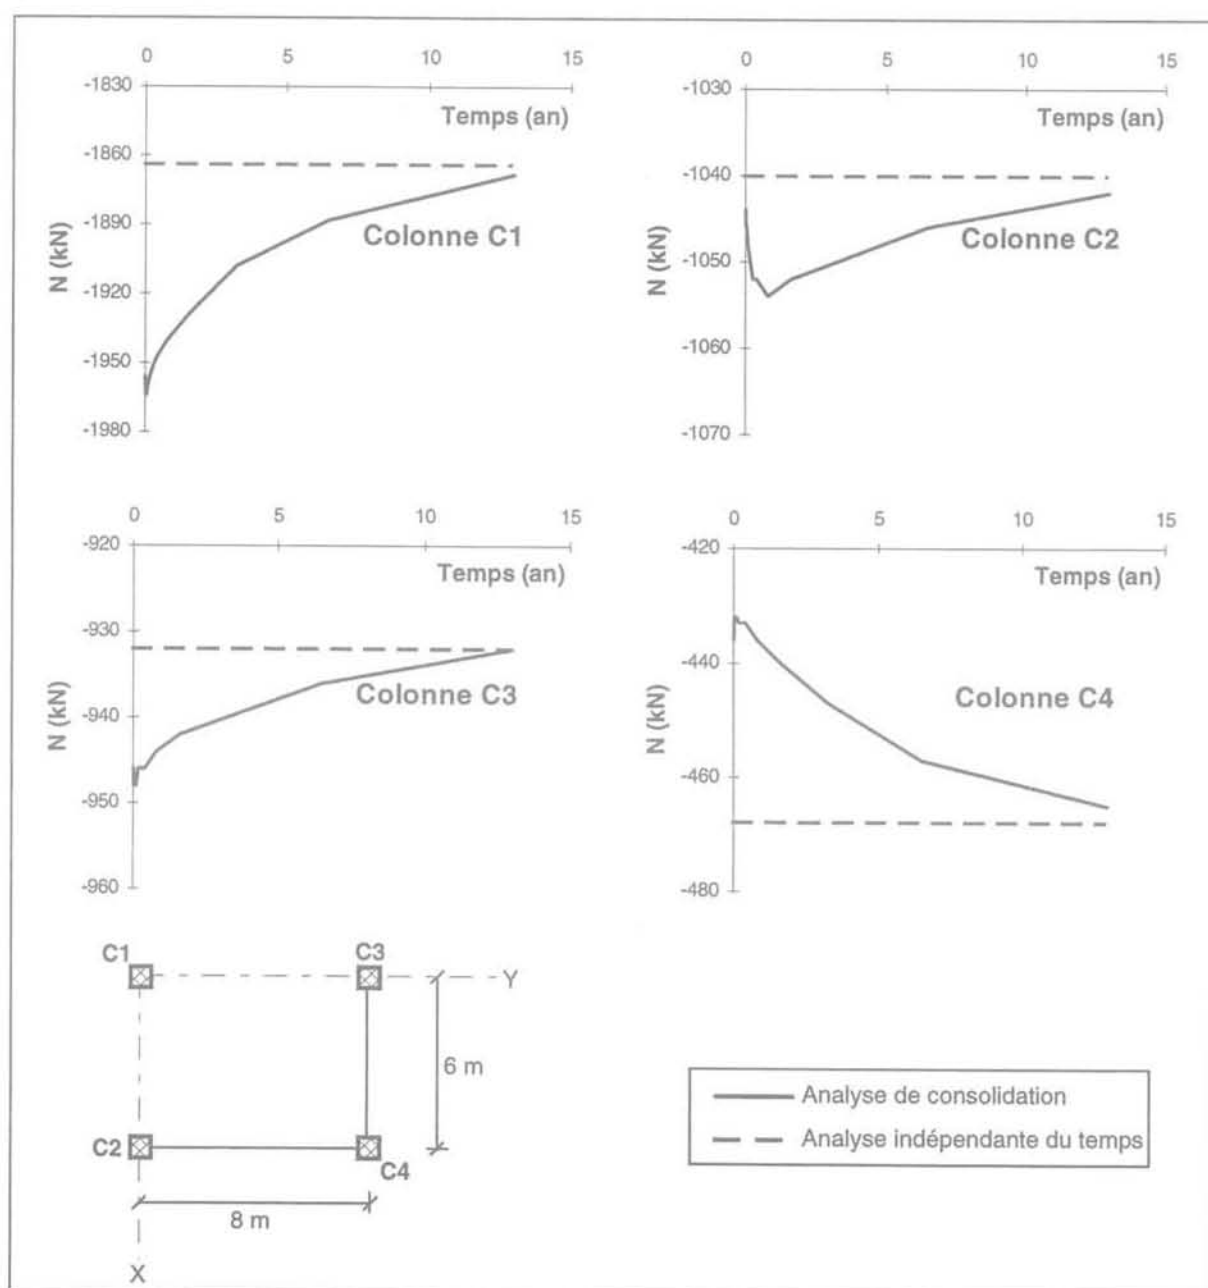 0 5 10 15
-1830
Temps (an)
-1860
-1890
Colonne C1
N (kN)
-1920
-1950
-1980
0 5 10 15
-1030
Temps (an)
-1040
Colonne C2
-1050
N (kN)
-1060
-1070
0 5 10 15
-920
Temps (an)
-930
-940
Colonne C3
N (kN)
-950
-960
0 5 10 15
-420
Temps (an)
-440
Colonne C4
N (kN)
-460
-480
C1 C3
Y
6 m
C2
C4
8 m
X
Analyse de consolidation
Analyse indépendante du temps